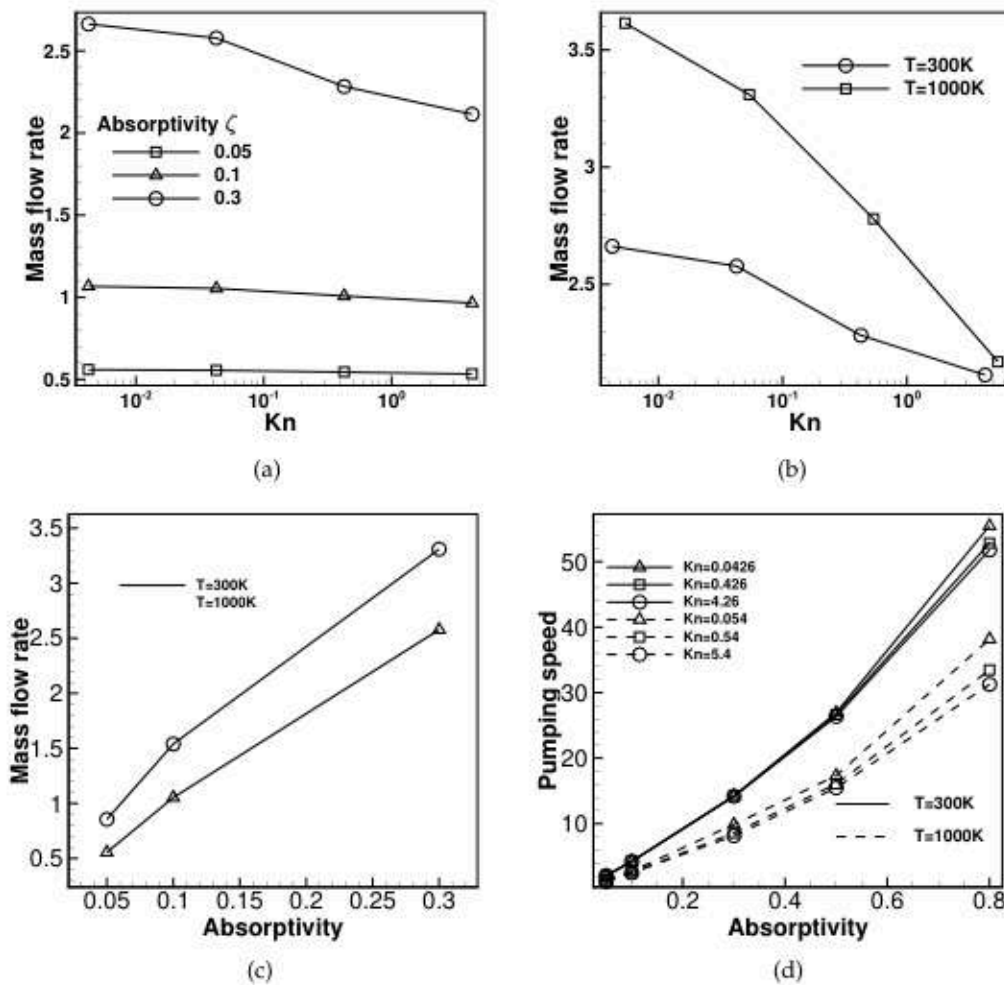 2.5
2
1.5
1
0.5
Mass flow rate
Absorptivity ζ
0.05
0.1
0.3
10⁻² 10⁻¹ 10⁰
Kn
(a)
3.5
3
2.5
Mass flow rate
T=300K
T=1000K
10⁻² 10⁻¹ 10⁰
Kn
(b)
3.5
3
2.5
2
1.5
1
0.5
Mass flow rate
T=300K
T=1000K
0.05 0.1 0.15 0.2 0.25 0.3
Absorptivity
(c)
50
40
30
20
10
Pumping speed
Kn=0.0426
Kn=0.426
Kn=4.26
Kn=0.054
Kn=0.54
Kn=5.4
T=300K
T=1000K
0.2 0.4 0.6 0.8
Absorptivity
(d)